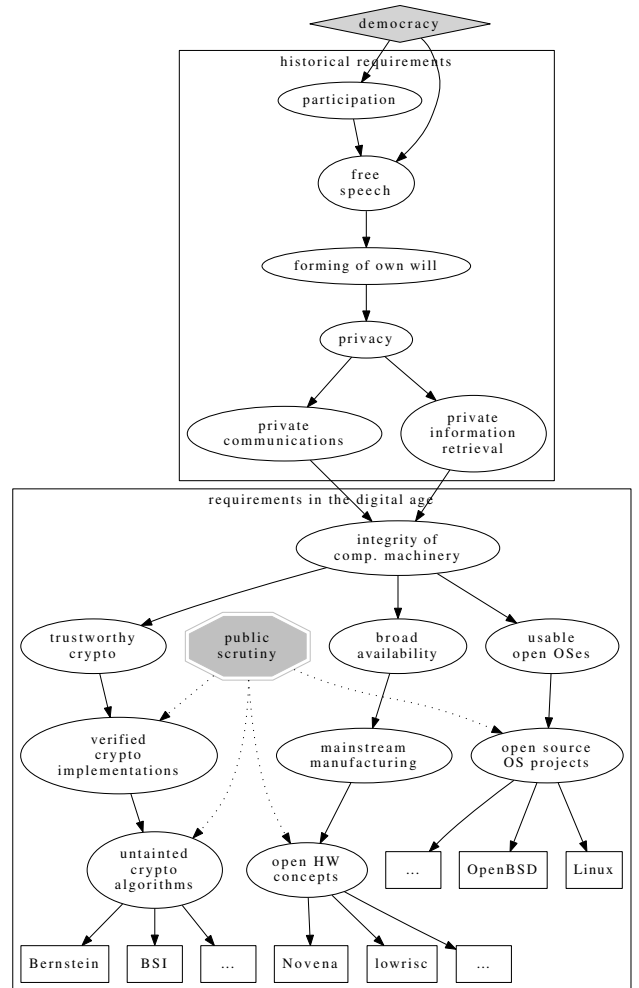 democracy
historical requirements
participation
free
speech
forming of own will
privacy
private
communications
private
information
retrieval
requirements in the digital age
integrity of
comp. machinery
trustworthy
crypto
public
scrutiny
broad
availability
usable
open OSes
verified
crypto
implementations
mainstream
manufacturing
open source
OS projects
untainted
crypto
algorithms
open HW
concepts
...
OpenBSD
Linux
Bernstein
BSI
...
Novena
lowrisc
...